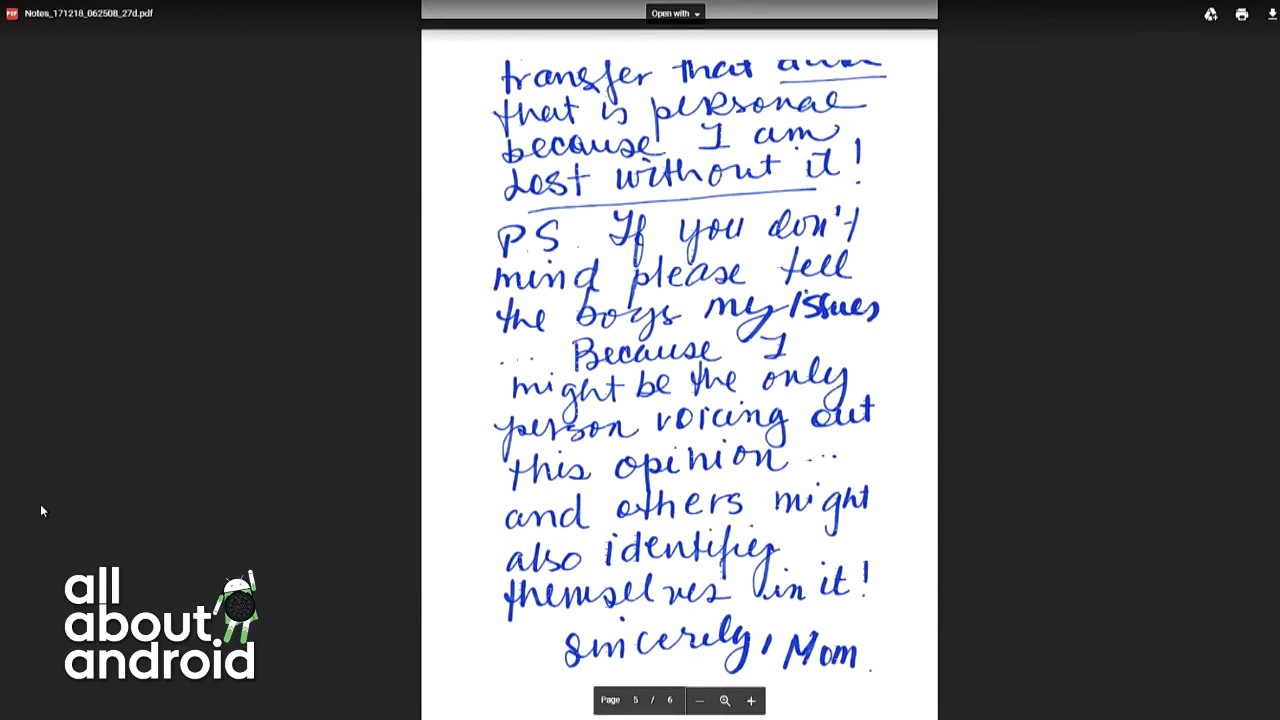 Notes_171218_062508_27d.pdf
Open with
transfer that
that is personal
because I am
lost without it!
P.S. If you don't
mind please tell
the boys my issues
... Because I
might be the only
person voicing out
this opinion ...
and others might
also identifier
themselves in it!
Sincerely, Mom.
all
about
android
Page 5 / 6